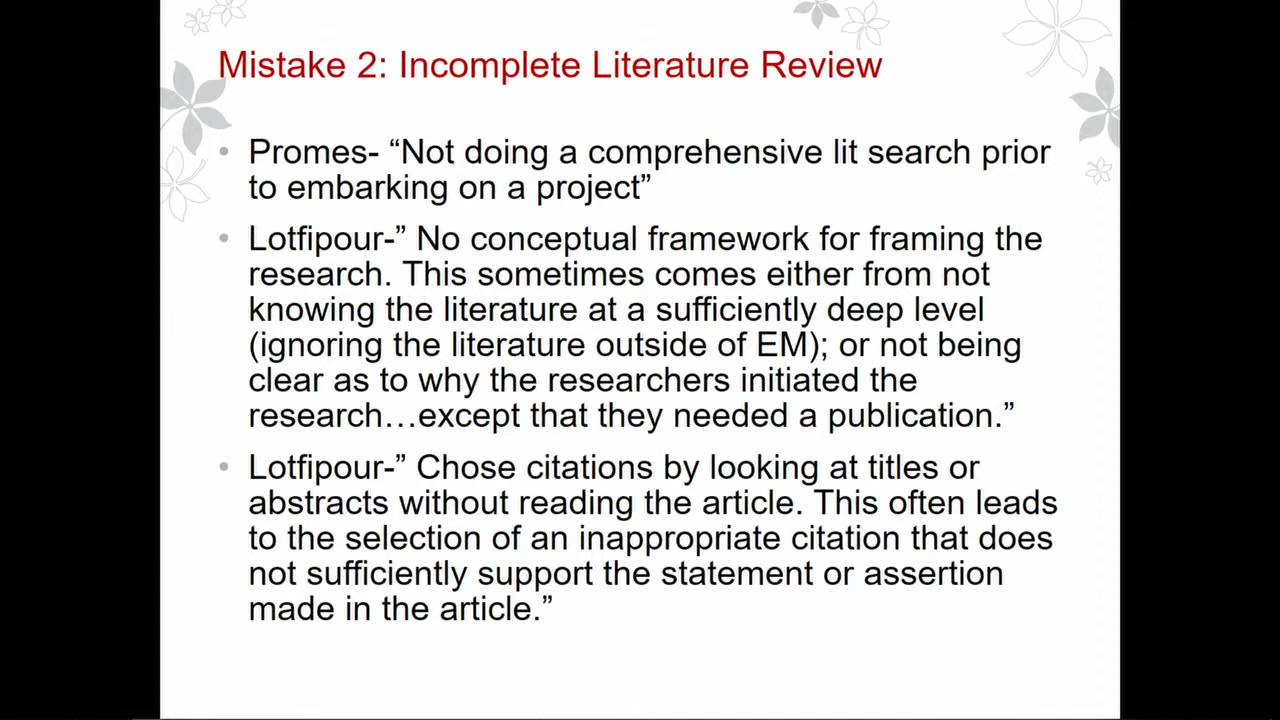 Mistake 2: Incomplete Literature Review
• Promes- “Not doing a comprehensive lit search prior
to embarking on a project”
• Lotfipour-” No conceptual framework for framing the
research. This sometimes comes either from not
knowing the literature at a sufficiently deep level
(ignoring the literature outside of EM); or not being
clear as to why the researchers initiated the
research…except that they needed a publication.”
• Lotfipour-” Chose citations by looking at titles or
abstracts without reading the article. This often leads
to the selection of an inappropriate citation that does
not sufficiently support the statement or assertion
made in the article.”